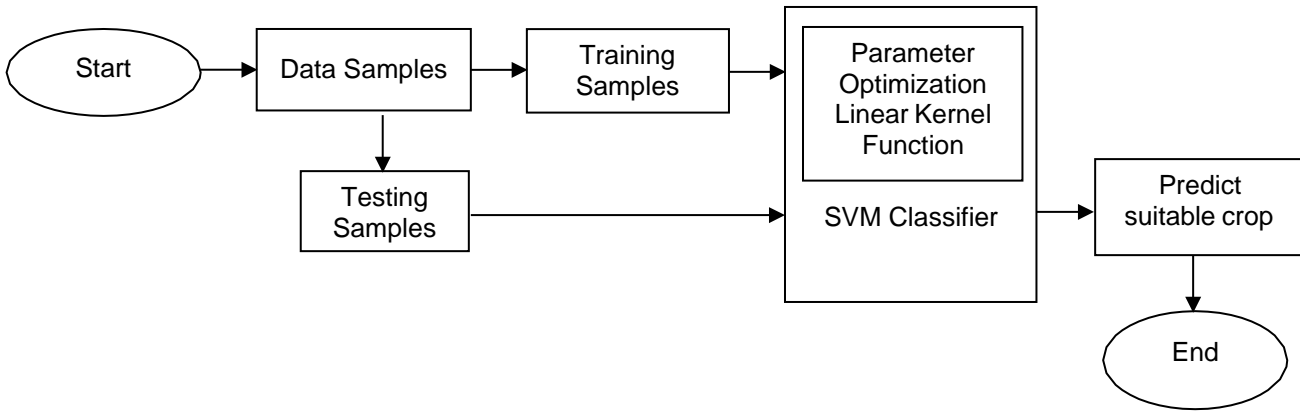 Start
Data Samples
Training
Samples
Parameter
Optimization
Linear Kernel
Function
Testing
Samples
SVM Classifier
Predict
suitable crop
End